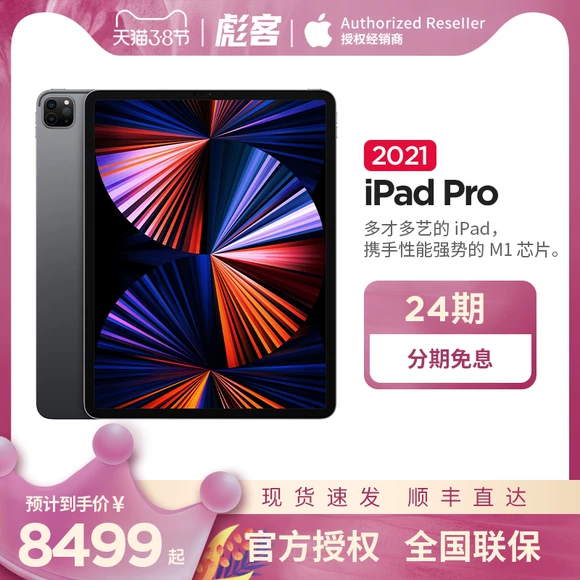 天猫3.8节
彪客
Authorized Reseller
授权经销商
2021
iPad Pro
多才多艺的 iPad,
携手性能强势的 M1 芯片。
24期
分期免息
预计到手价¥
8499起
现货速发 顺丰直达
官方授权 全国联保